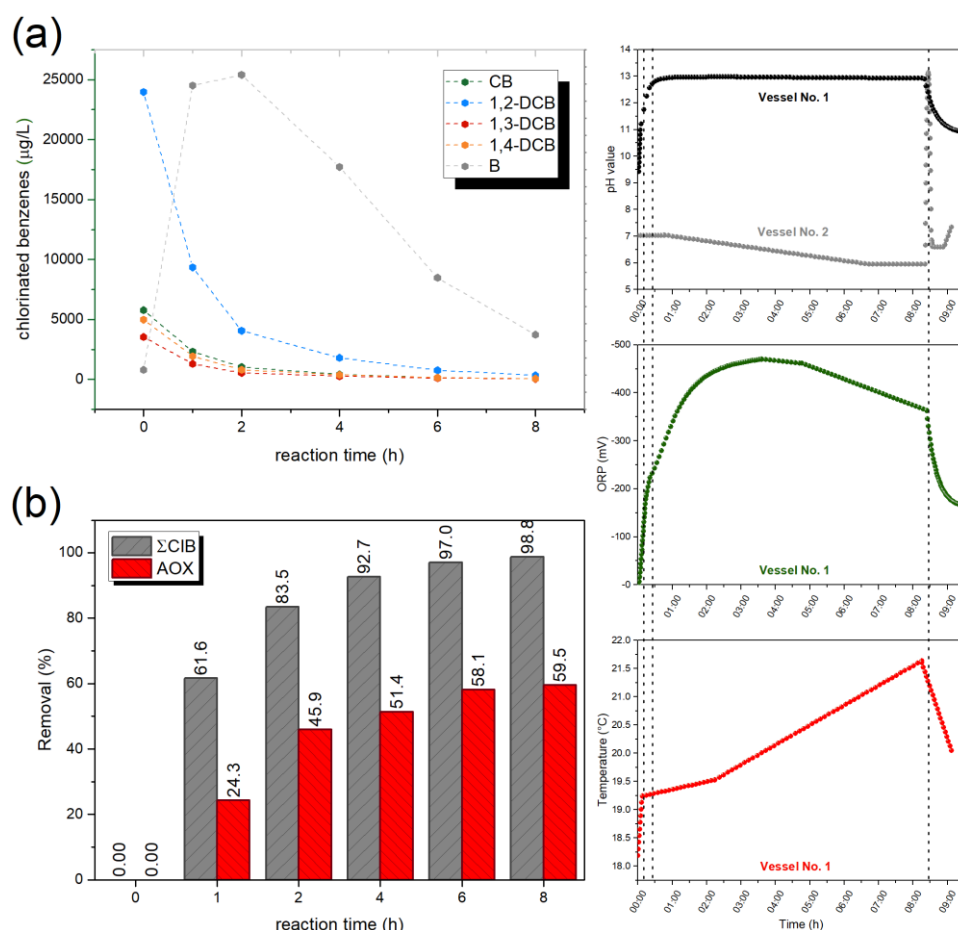 (a)
25000
20000
15000
10000
5000
0
chlorinated benzenes (µg/L)
CB
1,2-DCB
1,3-DCB
1,4-DCB
B
0 2 4 6 8
reaction time (h)
(b)
100
80
60
40
20
0
Removal (%)
ΣClB
AOX
0.00 0.00 61.6 24.3 83.5 45.9 92.7 51.4 97.0 58.1 98.8 59.5
0 1 2 4 6 8
reaction time (h)
14
13
12
11
10
9
8
7
6
5
pH value
Vessel No. 1
Vessel No. 2
00:00 01:00 02:00 03:00 04:00 05:00 06:00 07:00 08:00 09:00
-500
-400
-300
-200
-100
-0
ORP (mV)
Vessel No. 1
01:00 02:00 03:00 04:00 05:00 06:00 07:00 08:00 09:00
22.0
21.5
21.0
20.5
20.0
19.5
19.0
18.5
18.0
Temperature (°C)
Vessel No. 1
00:00 01:00 02:00 03:00 04:00 05:00 06:00 07:00 08:00 09:00
Time (h)